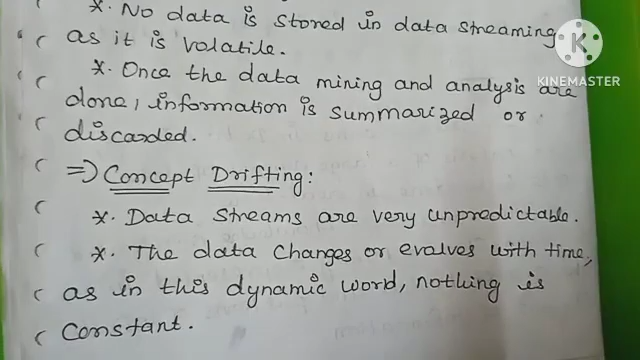 *. No data is stored in data streaming
as it is volatile.
*. Once the data mining and analysis are
done, information is summarized or
discarded.
=> Concept Drifting:
*. Data streams are very unpredictable.
*. The data changes or evolves with time,
as in this dynamic word, nothing is
constant.
K
KINEMASTER